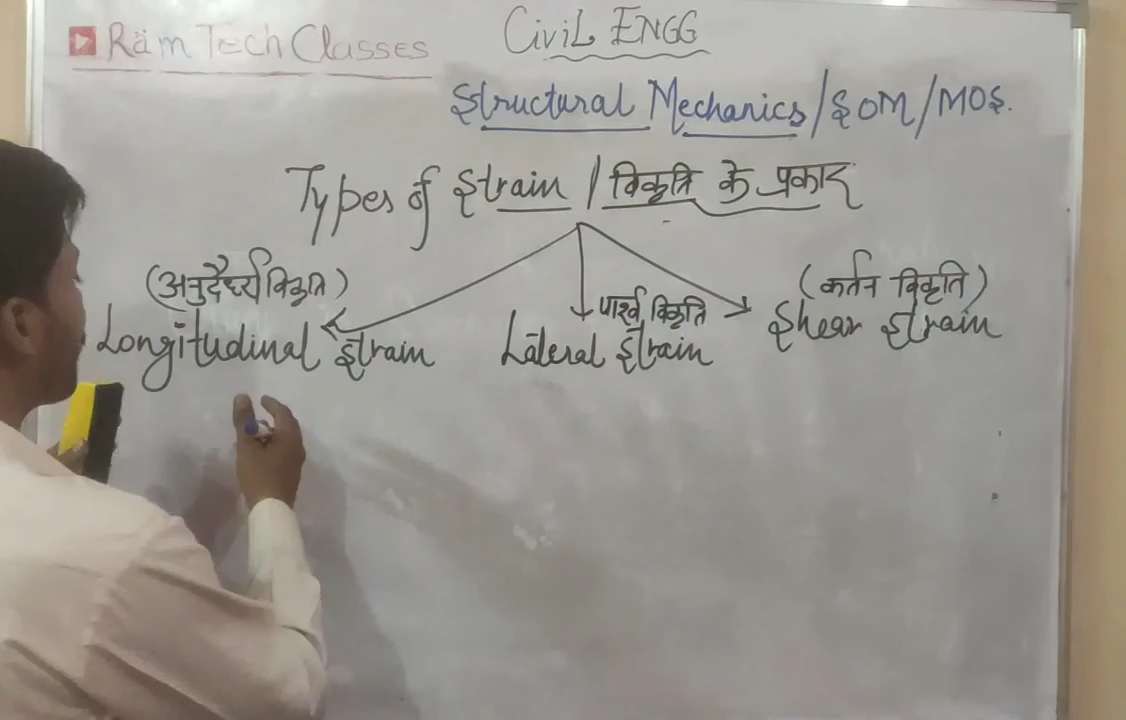 Ram Tech Classes
Civil ENGG
Structural Mechanics/SOM/MOS.
Types of Strain / विकृति के प्रकार
(अनुदैर्ध्य विकृति)
Longitudinal Strain
पार्श्व विकृति
Lateral Strain
(कर्तन विकृति)
Shear Strain